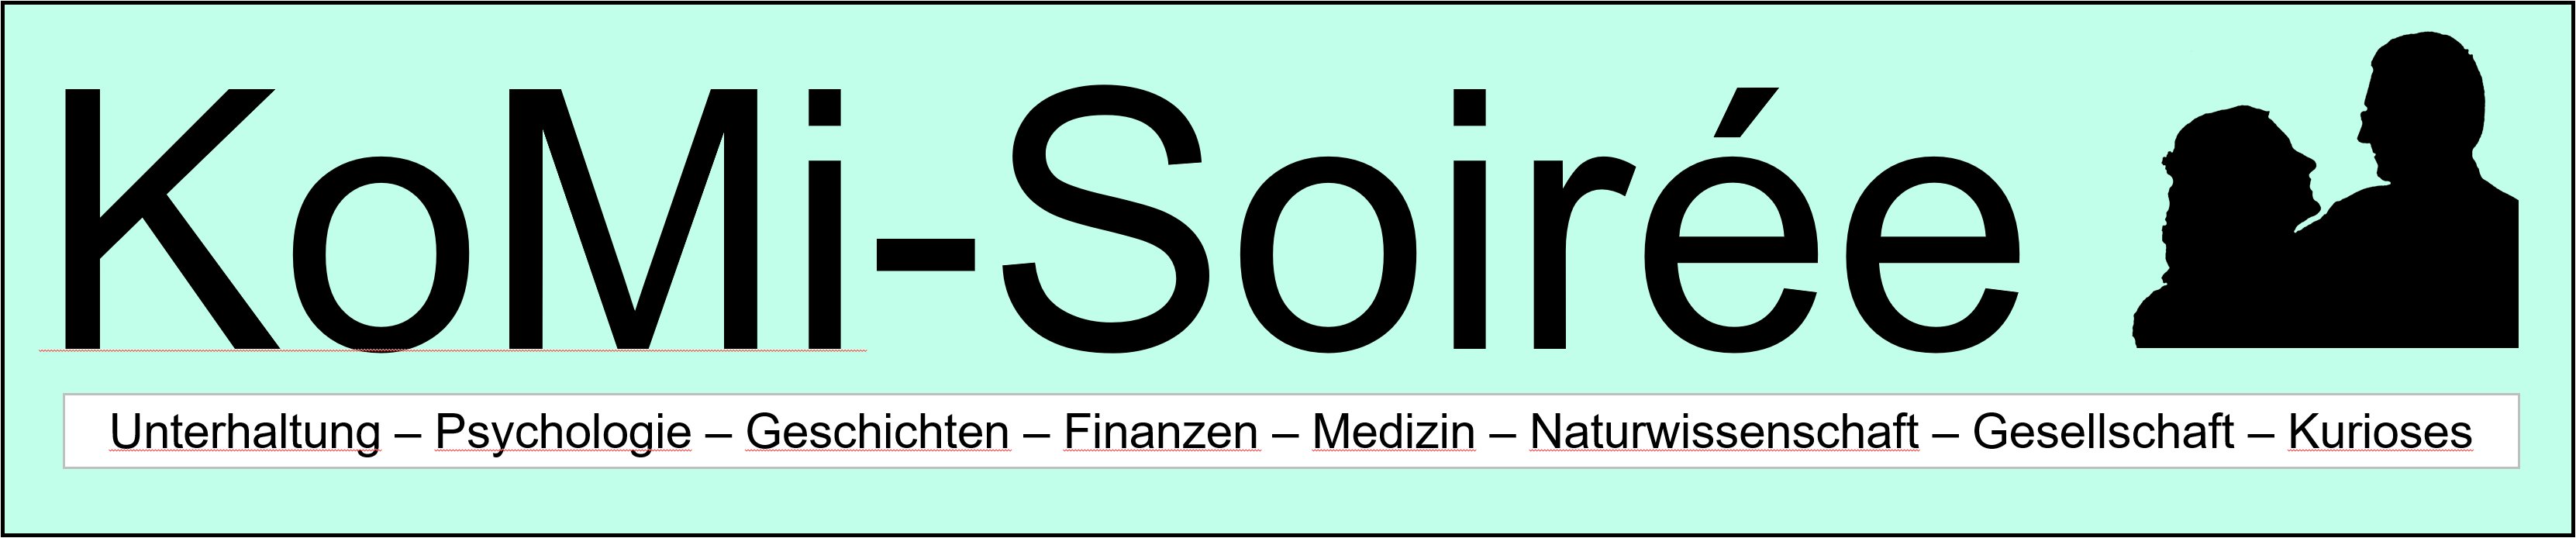 KoMi-Soirée
Unterhaltung – Psychologie – Geschichten – Finanzen – Medizin – Naturwissenschaft – Gesellschaft – Kurioses